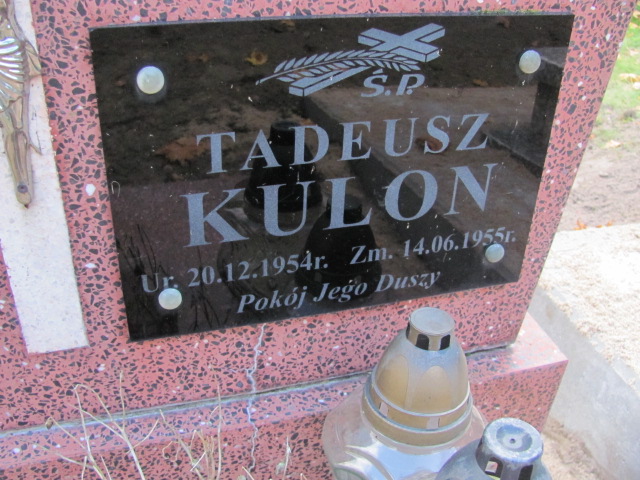 Ś.P.
TADEUSZ
KULON
Ur. 20.12.1954r. Zm. 14.06.1955r.
Pokój Jego Duszy